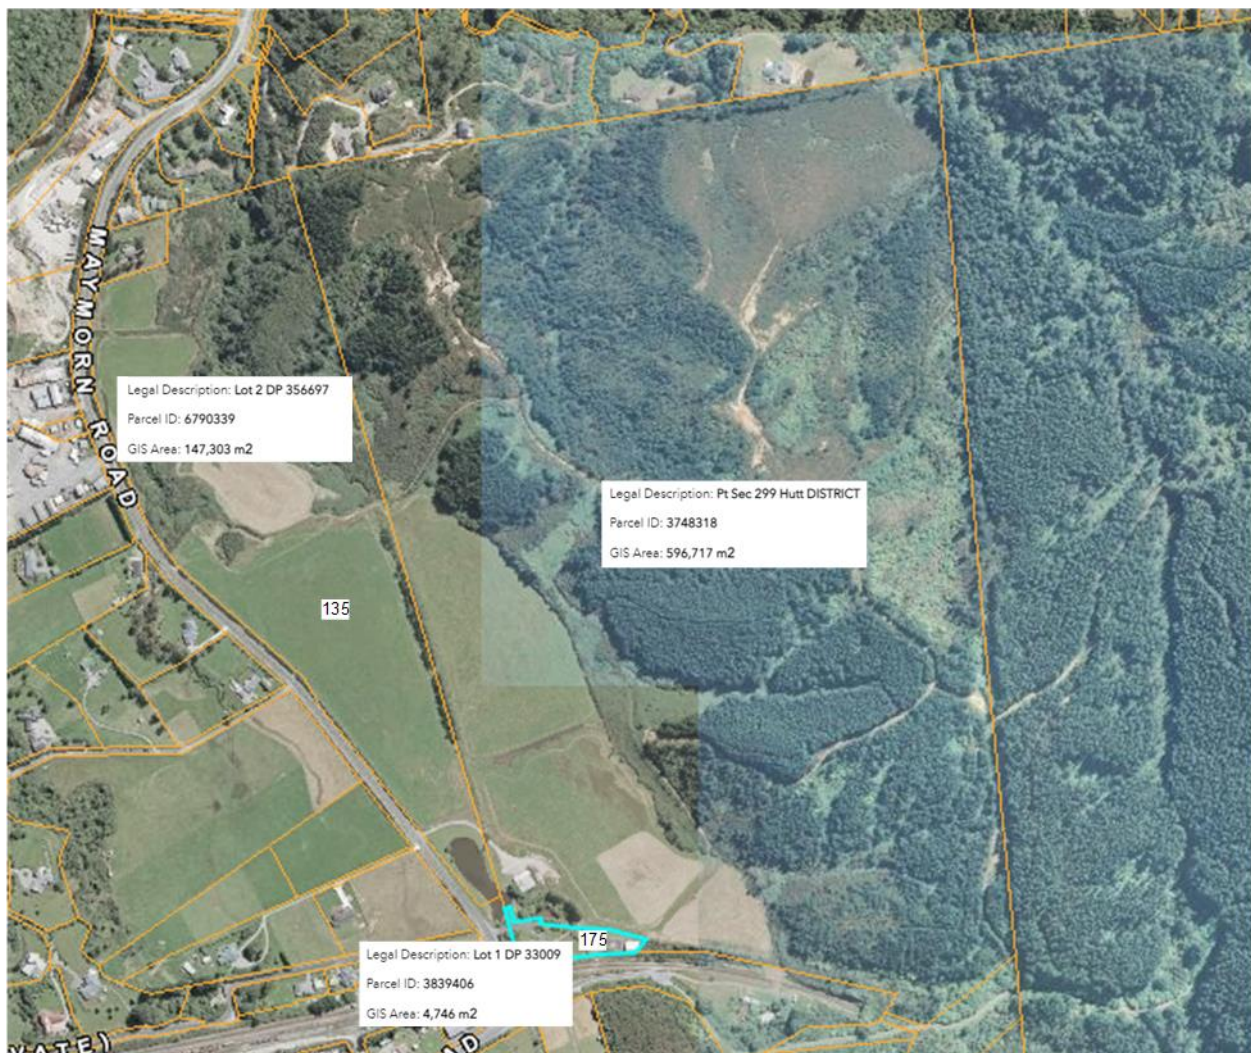 MAYMORN ROAD
Legal Description: Lot 2 DP 356697
Parcel ID: 6790339
GIS Area: 147,303 m2
Legal Description: Pt Sec 299 Hutt DISTRICT
Parcel ID: 3748318
GIS Area: 596,717 m2
135
175
Legal Description: Lot 1 DP 33009
Parcel ID: 3839406
GIS Area: 4,746 m2